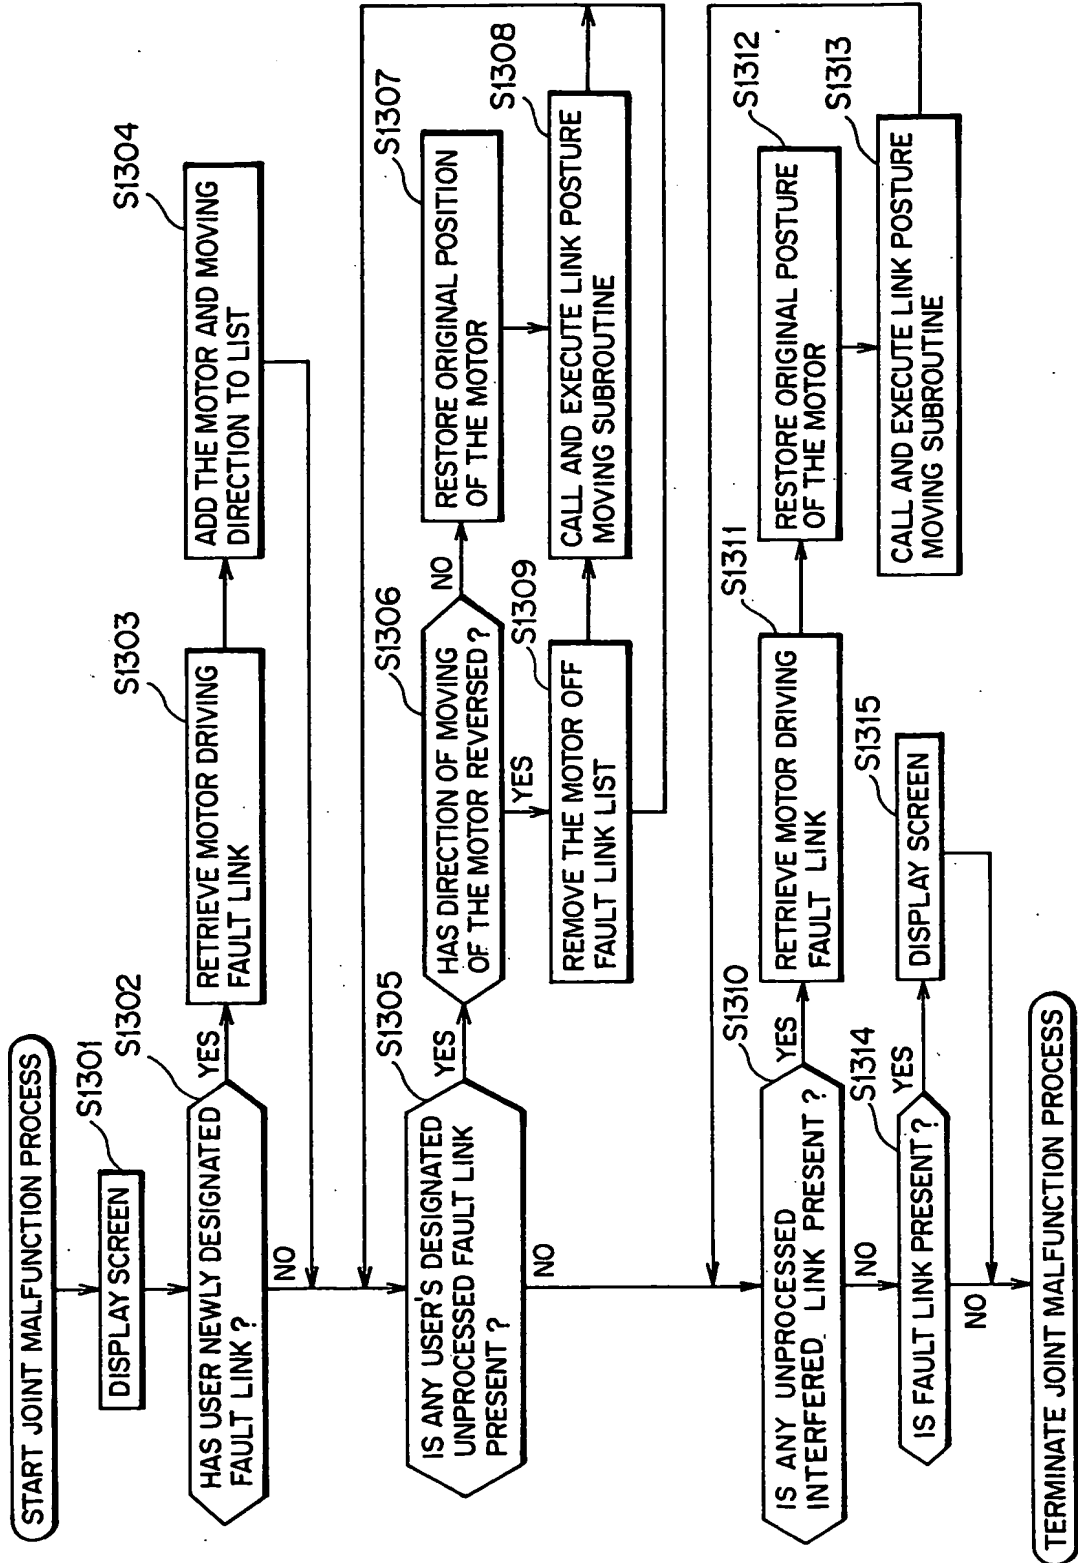 START JOINT MALFUNCTION PROCESS
S1301
DISPLAY SCREEN
S1302
HAS USER NEWLY DESIGNATED
FAULT LINK ?
YES
NO
S1303
RETRIEVE MOTOR DRIVING
FAULT LINK
S1304
ADD THE MOTOR AND MOVING
DIRECTION TO LIST
S1305
IS ANY USER'S DESIGNATED
UNPROCESSED FAULT LINK
PRESENT ?
YES
NO
S1306
HAS DIRECTION OF MOVING
OF THE MOTOR REVERSED ?
NO
YES
S1307
RESTORE ORIGINAL POSITION
OF THE MOTOR
S1309
REMOVE THE MOTOR OFF
FAULT LINK LIST
S1308
CALL AND EXECUTE LINK POSTURE
MOVING SUBROUTINE
S1310
IS ANY UNPROCESSED
INTERFERED. LINK PRESENT ?
YES
NO
S1311
RETRIEVE MOTOR DRIVING
FAULT LINK
S1312
RESTORE ORIGINAL POSTURE
OF THE MOTOR
S1313
CALL AND EXECUTE LINK POSTURE
MOVING SUBROUTINE
S1314
IS FAULT LINK PRESENT ?
YES
NO
S1315
DISPLAY SCREEN
TERMINATE JOINT MALFUNCTION PROCESS